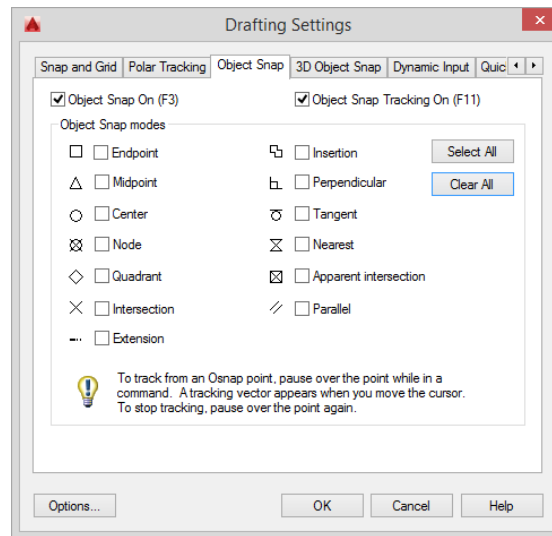 Drafting Settings
Snap and Grid Polar Tracking Object Snap 3D Object Snap Dynamic Input Quic
Object Snap On (F3) Object Snap Tracking On (F11)
Object Snap modes
Endpoint Insertion Select All
Midpoint Perpendicular Clear All
Center Tangent
Node Nearest
Quadrant Apparent intersection
Intersection Parallel
Extension
To track from an Osnap point, pause over the point while in a
command. A tracking vector appears when you move the cursor.
To stop tracking, pause over the point again.
Options... OK Cancel Help